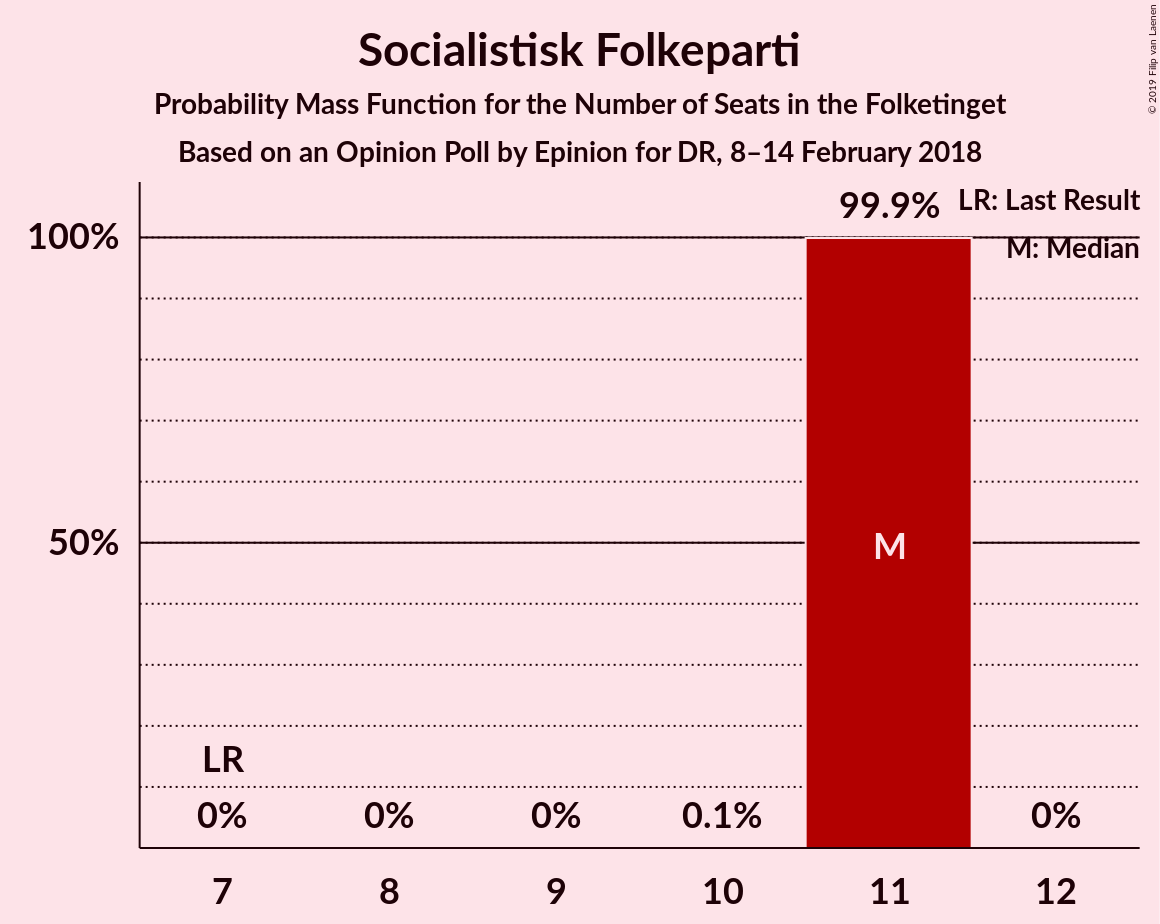 Socialistisk Folkeparti
Probability Mass Function for the Number of Seats in the Folketinget
Based on an Opinion Poll by Epinion for DR, 8–14 February 2018
© 2019 Filip van Laenen
LR: Last Result
M: Median
100%
50%
99.9%
M
LR
0%
0%
0%
0.1%
0%
7
8
9
10
11
12